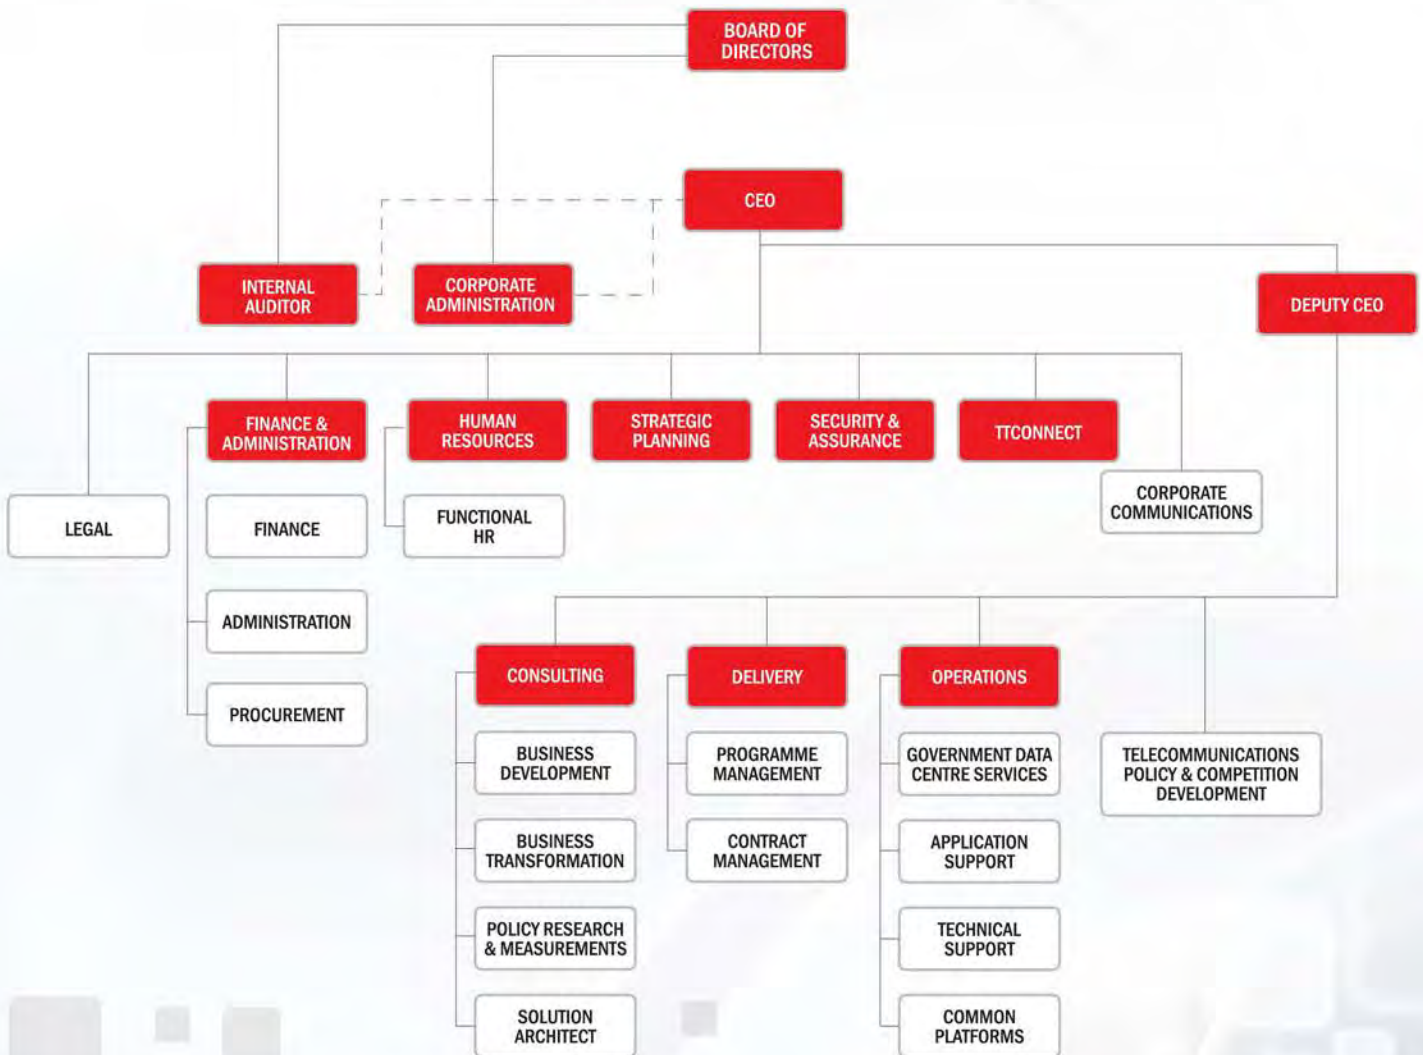 BOARD OF
DIRECTORS
CEO
INTERNAL
AUDITOR
CORPORATE
ADMINISTRATION
DEPUTY CEO
FINANCE &
ADMINISTRATION
HUMAN
RESOURCES
STRATEGIC
PLANNING
SECURITY &
ASSURANCE
TTCONNECT
LEGAL
FINANCE
FUNCTIONAL
HR
CORPORATE
COMMUNICATIONS
ADMINISTRATION
PROCUREMENT
CONSULTING
DELIVERY
OPERATIONS
BUSINESS
DEVELOPMENT
PROGRAMME
MANAGEMENT
GOVERNMENT DATA
CENTRE SERVICES
TELECOMMUNICATIONS
POLICY & COMPETITION
DEVELOPMENT
BUSINESS
TRANSFORMATION
CONTRACT
MANAGEMENT
APPLICATION
SUPPORT
POLICY RESEARCH
& MEASUREMENTS
TECHNICAL
SUPPORT
SOLUTION
ARCHITECT
COMMON
PLATFORMS